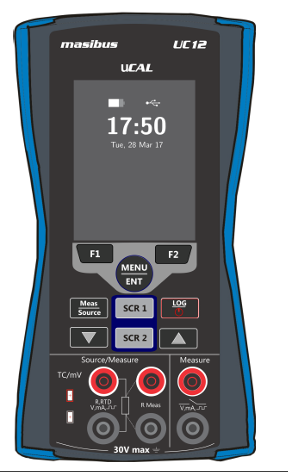 masibus UC12
uCAL
17:50
Tue, 28 Mar 17
F1 F2
MENU
ENT
Meas
Source
SCR 1
LOG
SCR 2
Source/Measure Measure
TC/mV
R,RTD
V,mA,
R Meas
V,mA,
30V max